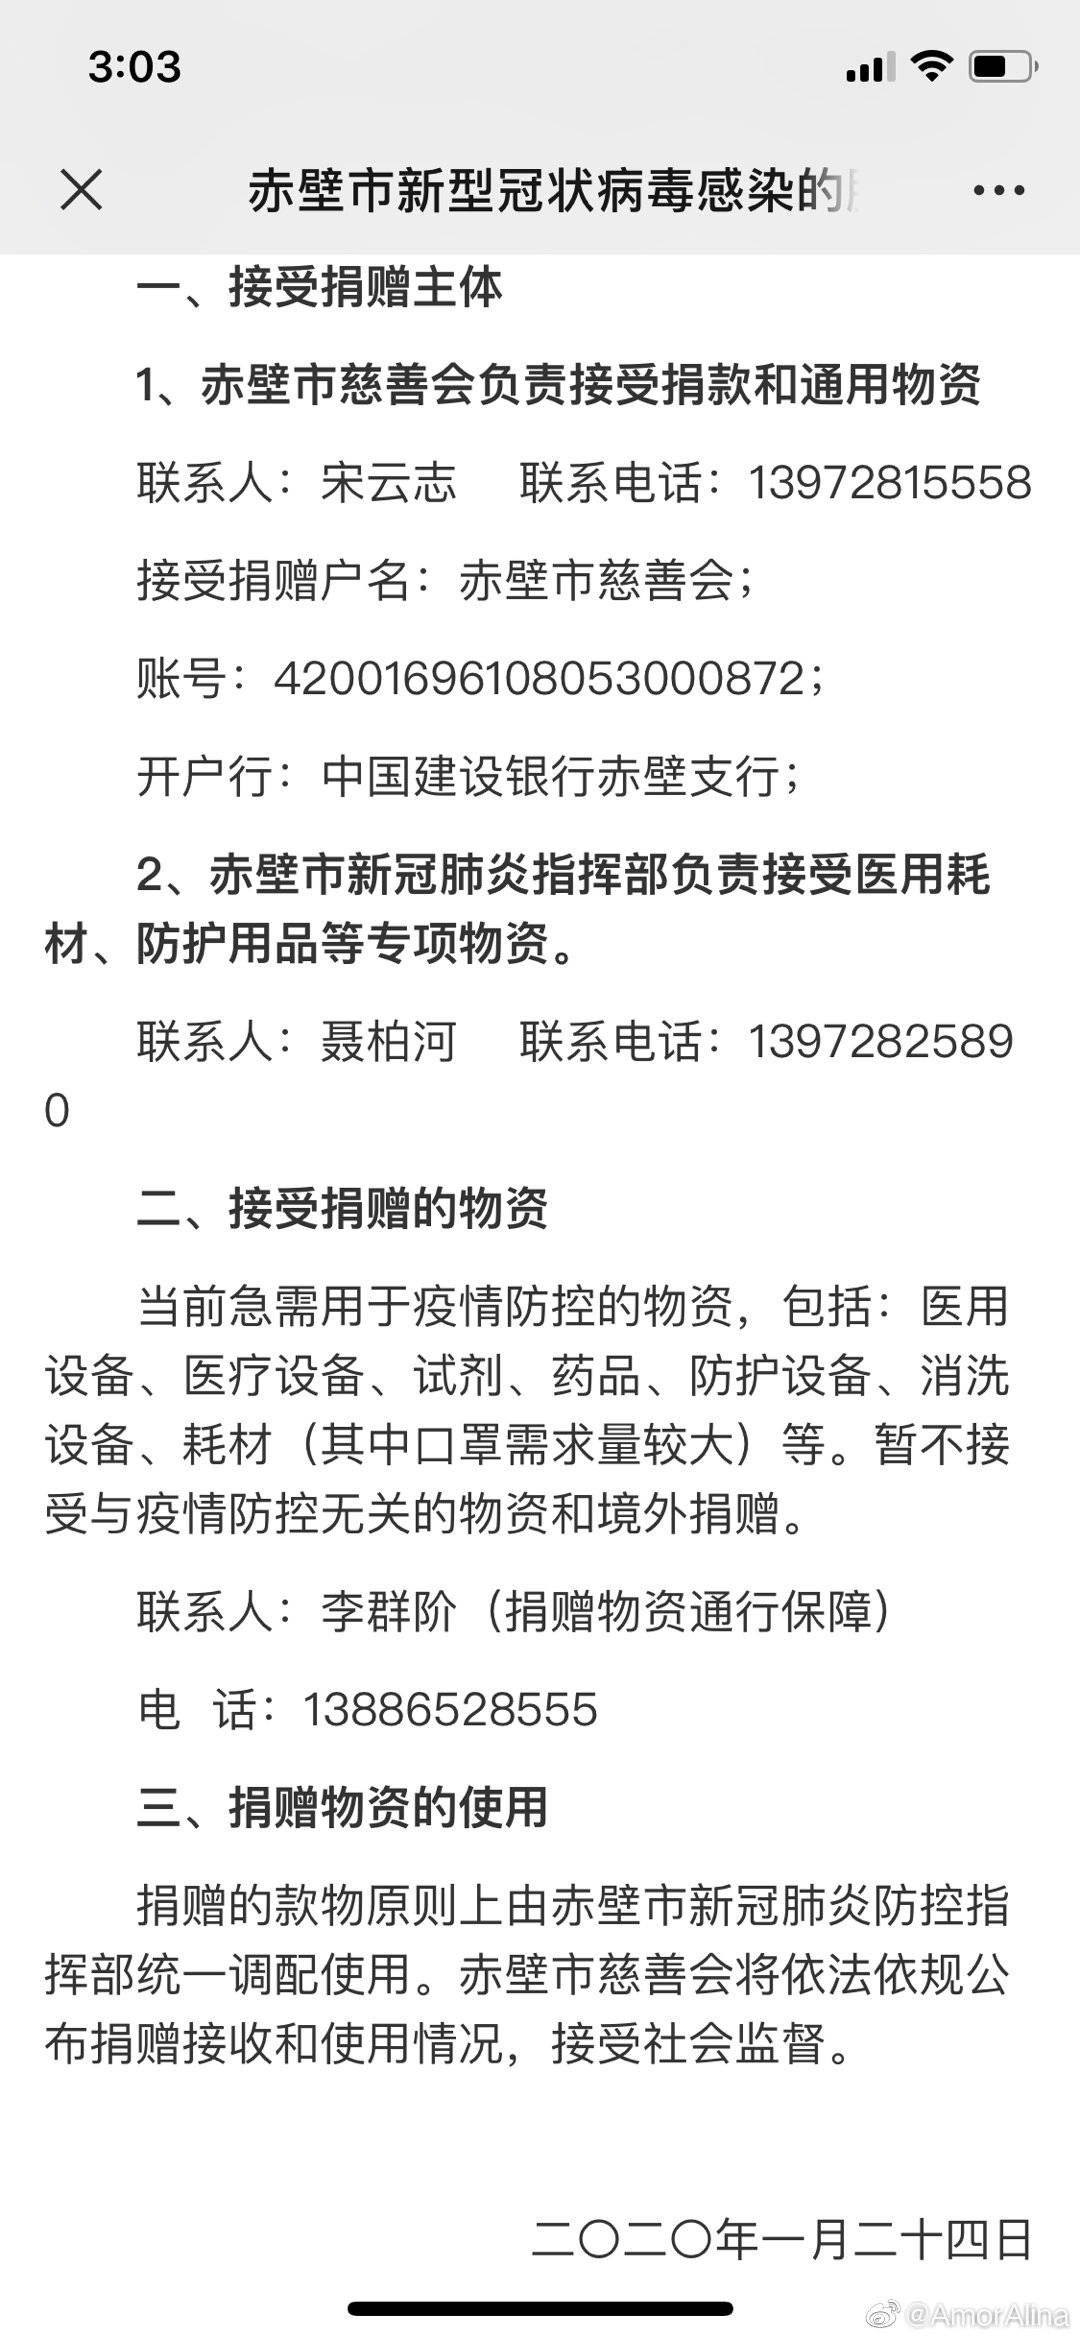 3:03
赤壁市新型冠状病毒感染的
一、接受捐赠主体
1、赤壁市慈善会负责接受捐款和通用物资
联系人：宋云志 联系电话：13972815558
接受捐赠户名：赤壁市慈善会；
账号：42001696108053000872；
开户行：中国建设银行赤壁支行；
2、赤壁市新冠肺炎指挥部负责接受医用耗
材、防护用品等专项物资。
联系人：聂柏河 联系电话：1397282589
0
二、接受捐赠的物资
当前急需用于疫情防控的物资，包括：医用
设备、医疗设备、试剂、药品、防护设备、消洗
设备、耗材（其中口罩需求量较大）等。暂不接
受与疫情防控无关的物资和境外捐赠。
联系人：李群阶（捐赠物资通行保障）
电 话：13886528555
三、捐赠物资的使用
捐赠的款物原则上由赤壁市新冠肺炎防控指
挥部统一调配使用。赤壁市慈善会将依法依规公
布捐赠接收和使用情况，接受社会监督。
二〇二〇年一月二十四日
@AmorAlina